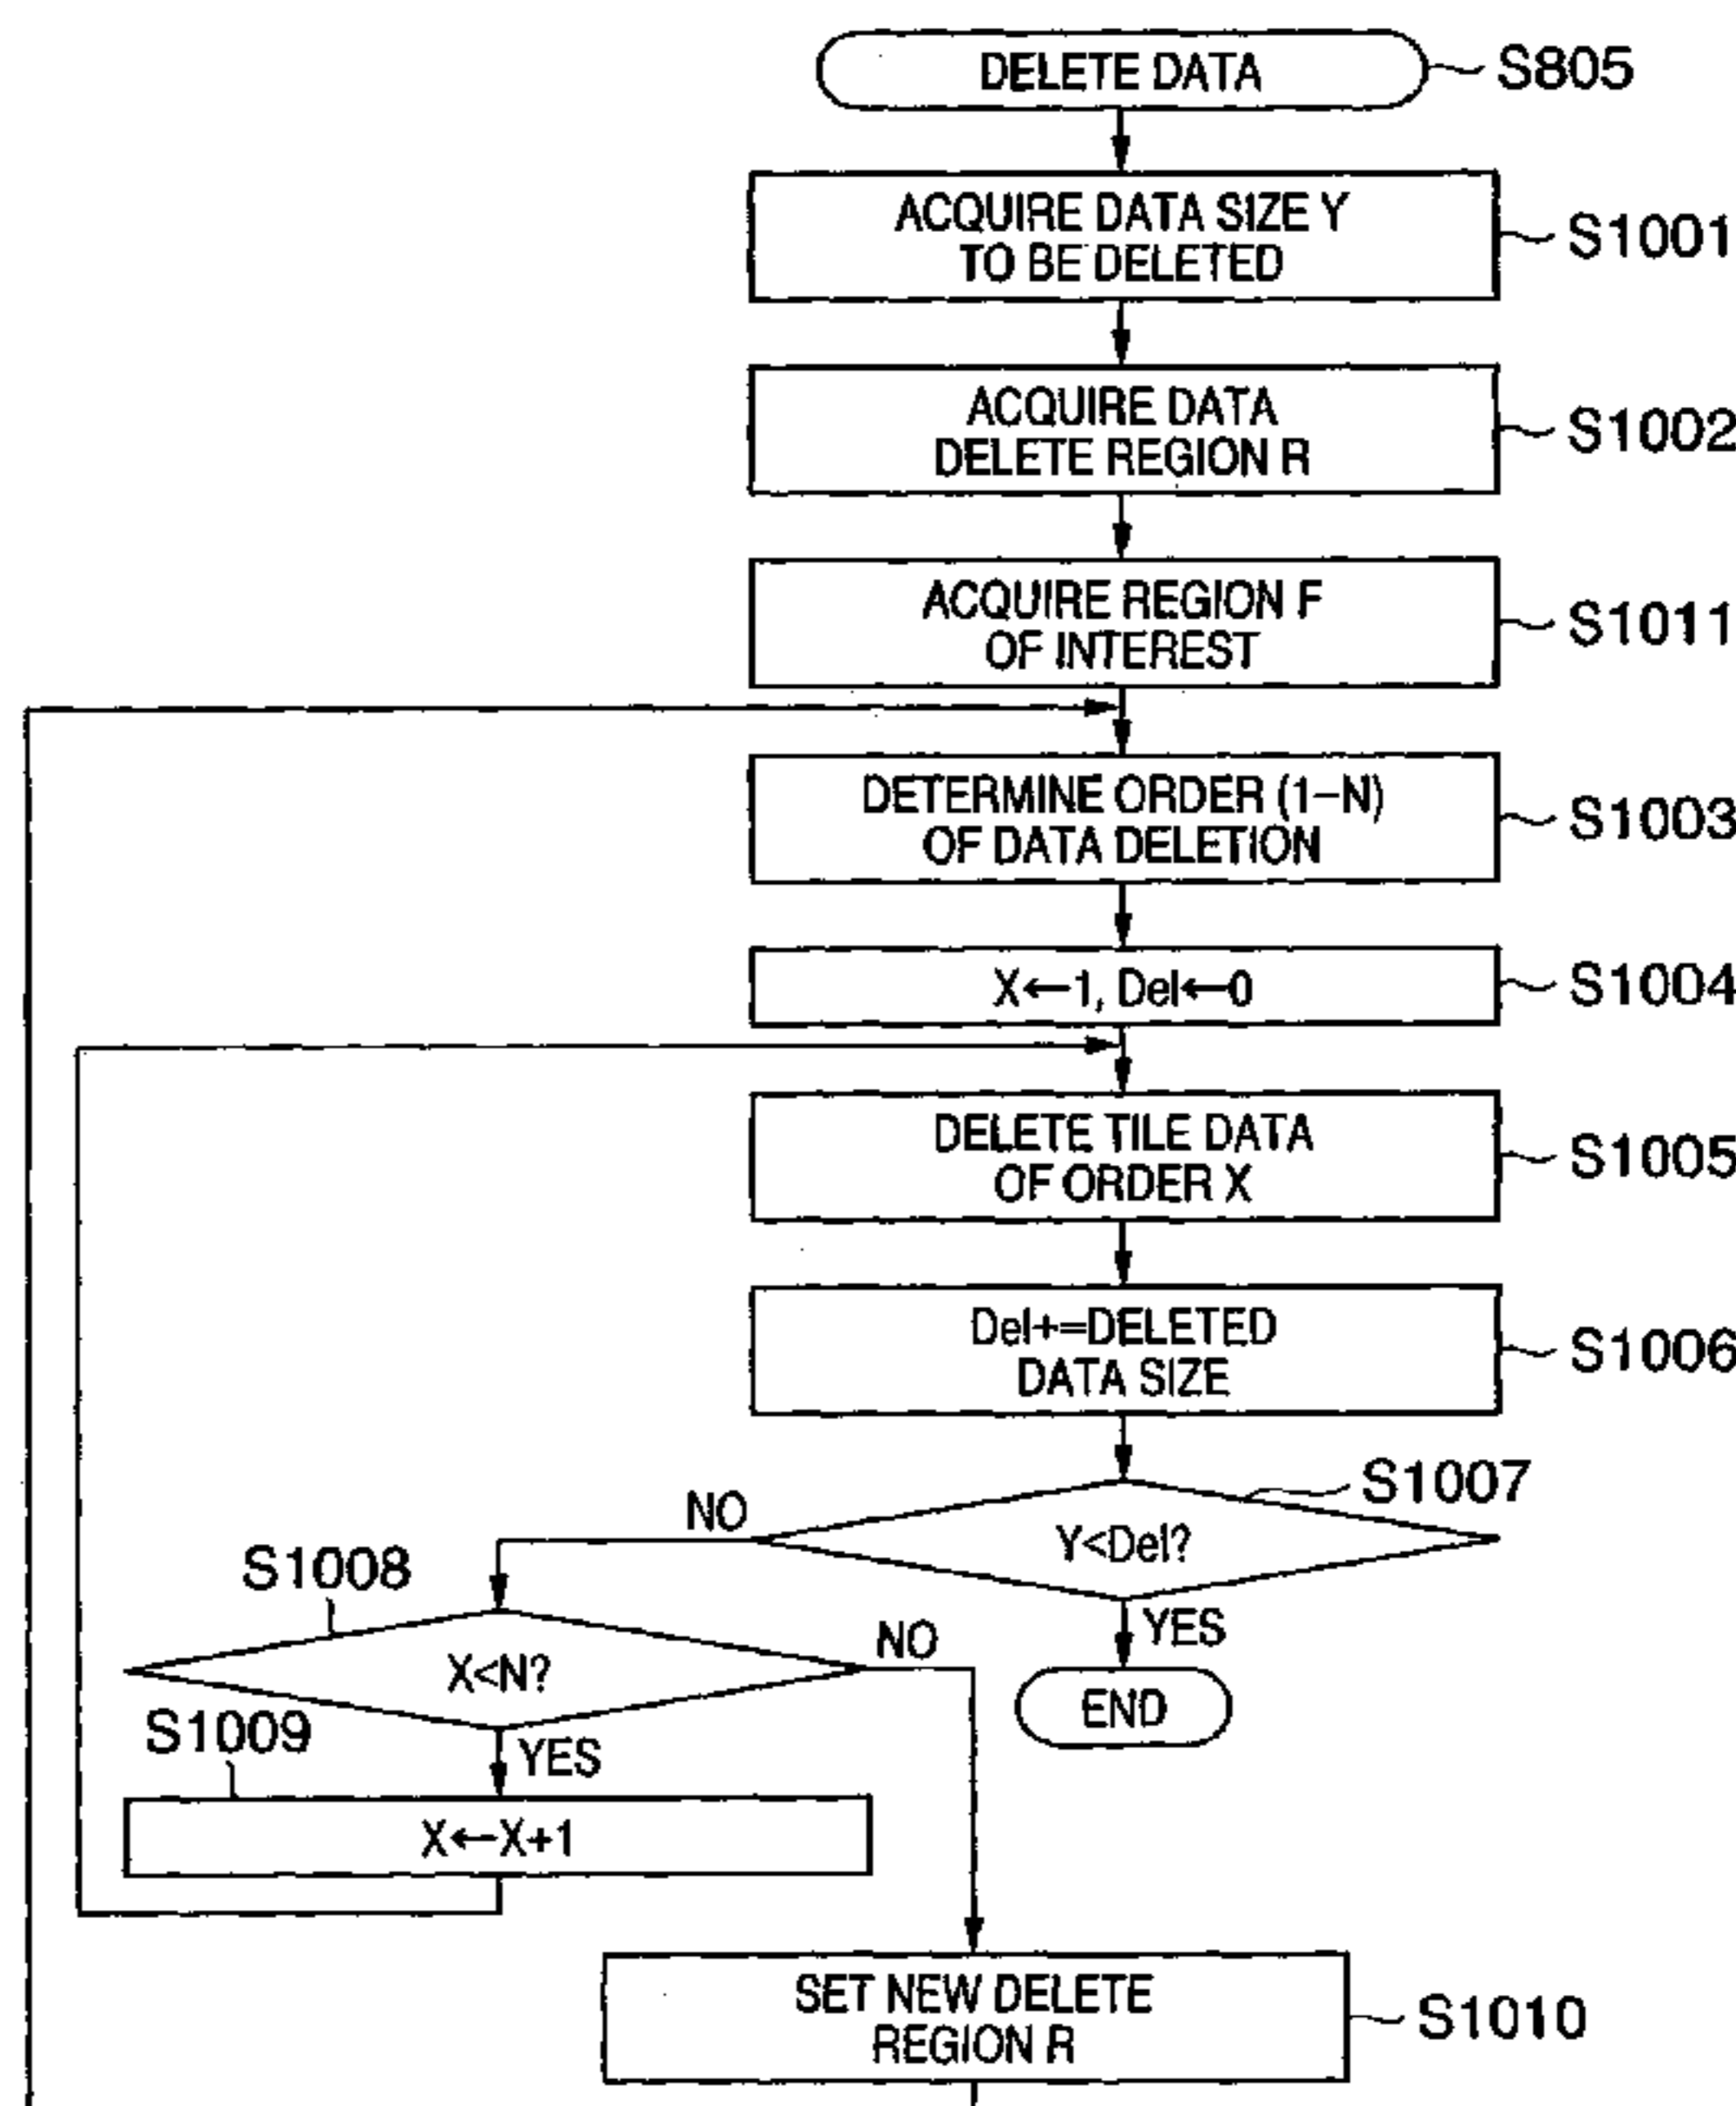 DELETE DATA
S805
ACQUIRE DATA SIZE Y
TO BE DELETED
S1001
ACQUIRE DATA
DELETE REGION R
S1002
ACQUIRE REGION F
OF INTEREST
S1011
DETERMINE ORDER (1-N)
OF DATA DELETION
S1003
X←1, Del←0
S1004
DELETE TILE DATA
OF ORDER X
S1005
Del+=DELETED
DATA SIZE
S1006
S1007
NO
Y<Del?
S1008
YES
NO
X<N?
END
S1009
YES
X←X+1
SET NEW DELETE
REGION R
S1010